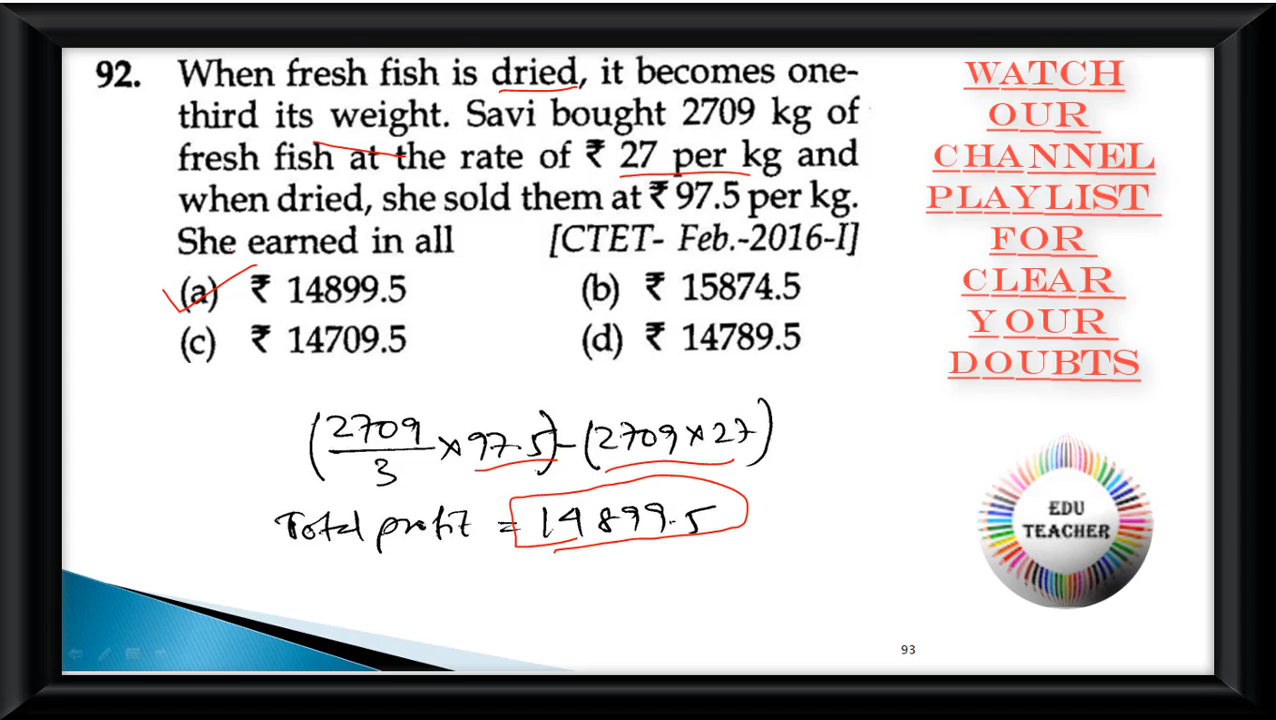 92. When fresh fish is dried, it becomes one-
third its weight. Savi bought 2709 kg of
fresh fish at the rate of ₹ 27 per kg and
when dried, she sold them at ₹ 97.5 per kg.
She earned in all [CTET- Feb.-2016-I]
(a) ₹ 14899.5 (b) ₹ 15874.5
(c) ₹ 14709.5 (d) ₹ 14789.5
(2709/3 × 97.5) - (2709 × 27)
Total profit = 14899.5
WATCH
OUR
CHANNEL
PLAYLIST
FOR
CLEAR
YOUR
DOUBTS
EDU
TEACHER
93